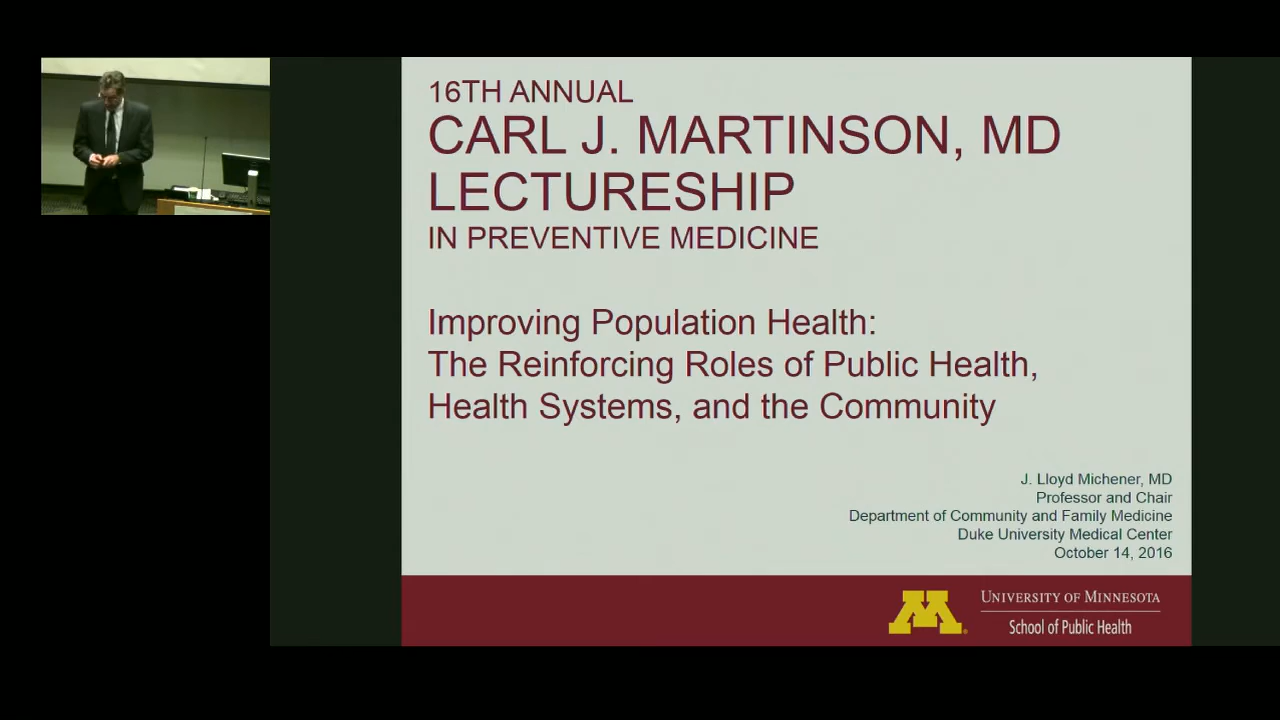 16TH ANNUAL
CARL J. MARTINSON, MD
LECTURESHIP
IN PREVENTIVE MEDICINE
Improving Population Health:
The Reinforcing Roles of Public Health,
Health Systems, and the Community
J. Lloyd Michener, MD
Professor and Chair
Department of Community and Family Medicine
Duke University Medical Center
October 14, 2016
M
UNIVERSITY OF MINNESOTA
School of Public Health